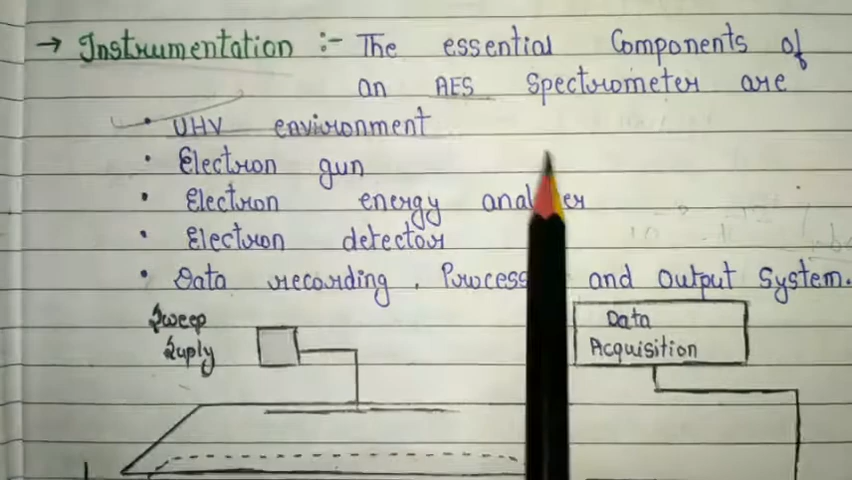 → Instrumentation :- The essential Components of
an AES Spectrometer are
• UHV environment
• Electron gun
• Electron energy
• Electron detector
• Data recording, and Output System.
Sweep
Suply
Data
Acquisition